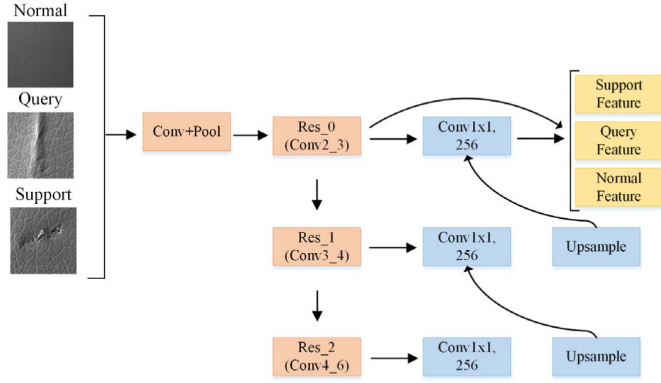 Normal
Query
Support
Conv+Pool
Res_0
(Conv2_3)
Conv1x1,
256
Support
Feature
Query
Feature
Normal
Feature
Res_1
(Conv3_4)
Conv1x1,
256
Upsample
Res_2
(Conv4_6)
Conv1x1,
256
Upsample